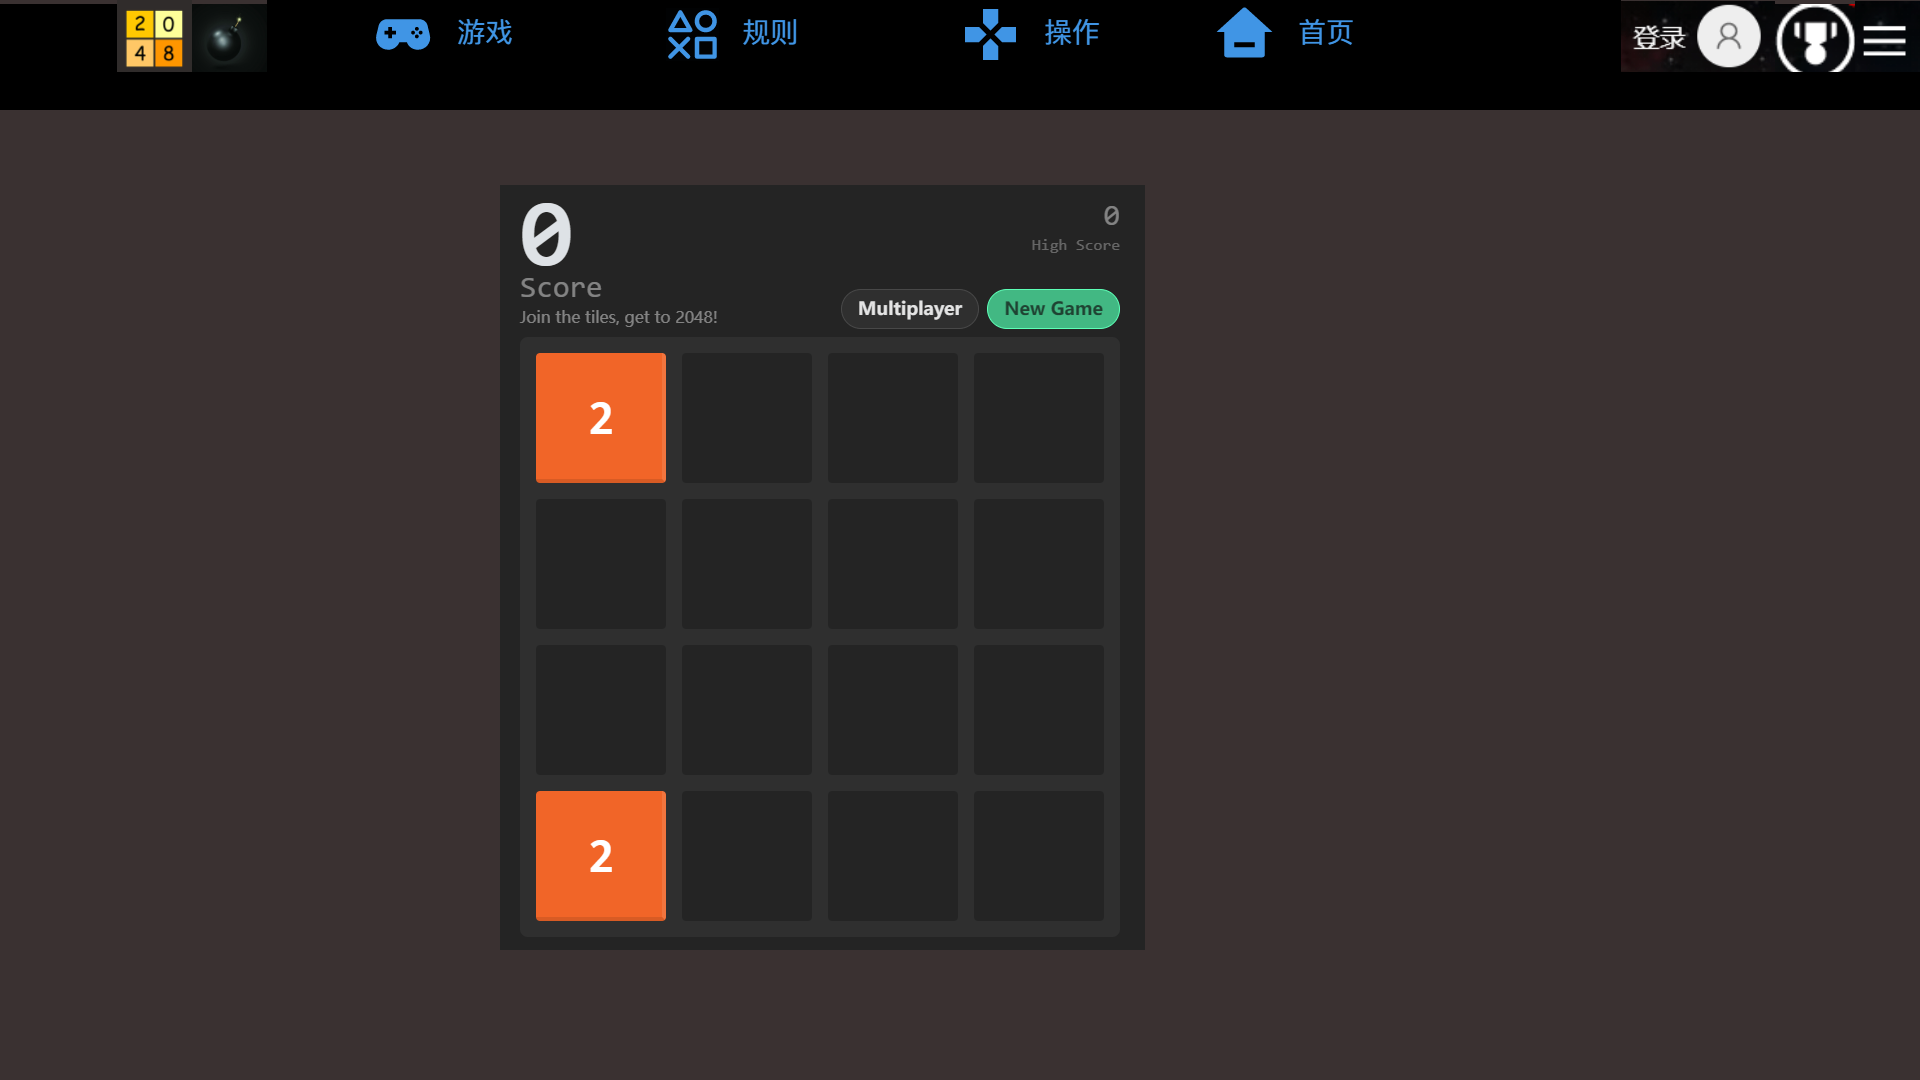 2 0
4 8
游戏
规则
操作
首页
登录
0
Score
Join the tiles, get to 2048!
0
High Score
Multiplayer
New Game
2
2